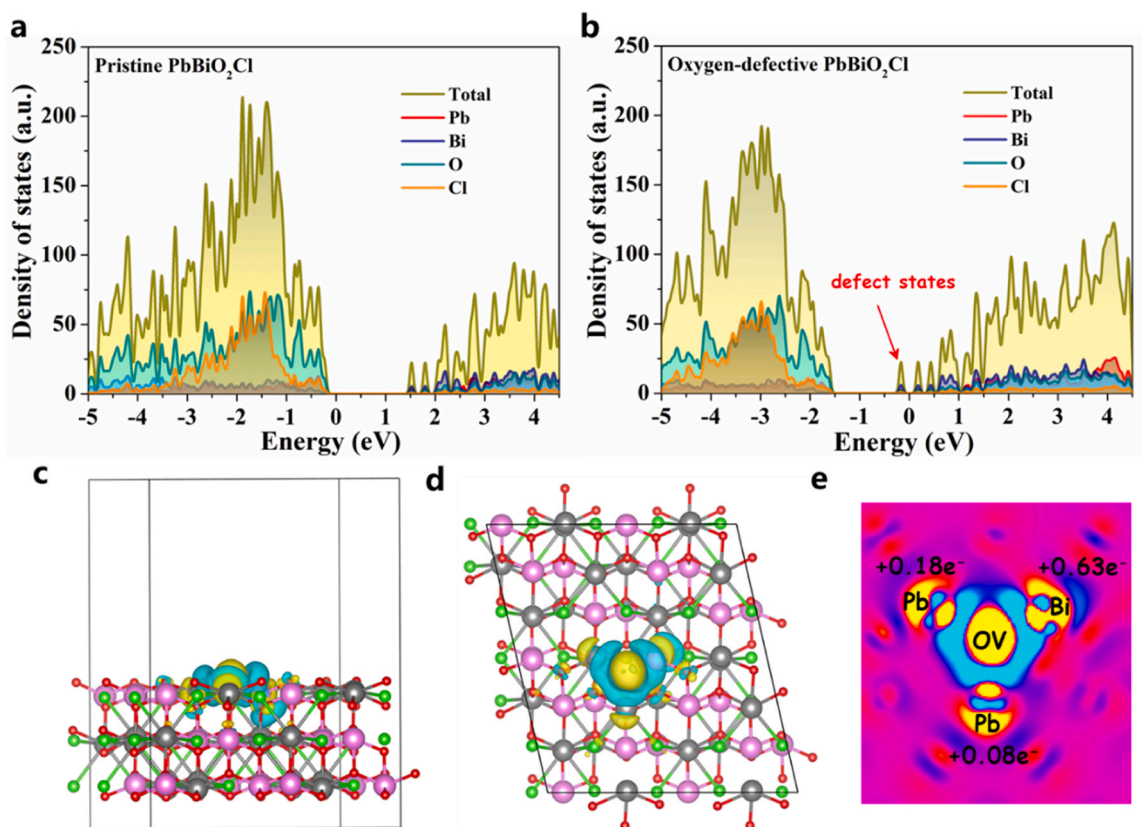 a
Pristine PbBiO₂Cl
Total
Pb
Bi
O
Cl
Density of states (a.u.)
250
200
150
100
50
0
-5 -4 -3 -2 -1 0 1 2 3 4
Energy (eV)
b
Oxygen-defective PbBiO₂Cl
Total
Pb
Bi
O
Cl
defect states
Density of states (a.u.)
250
200
150
100
50
0
-5 -4 -3 -2 -1 0 1 2 3 4
Energy (eV)
c
d
e
+0.18e⁻
+0.63e⁻
Pb
Bi
OV
Pb
+0.08e⁻